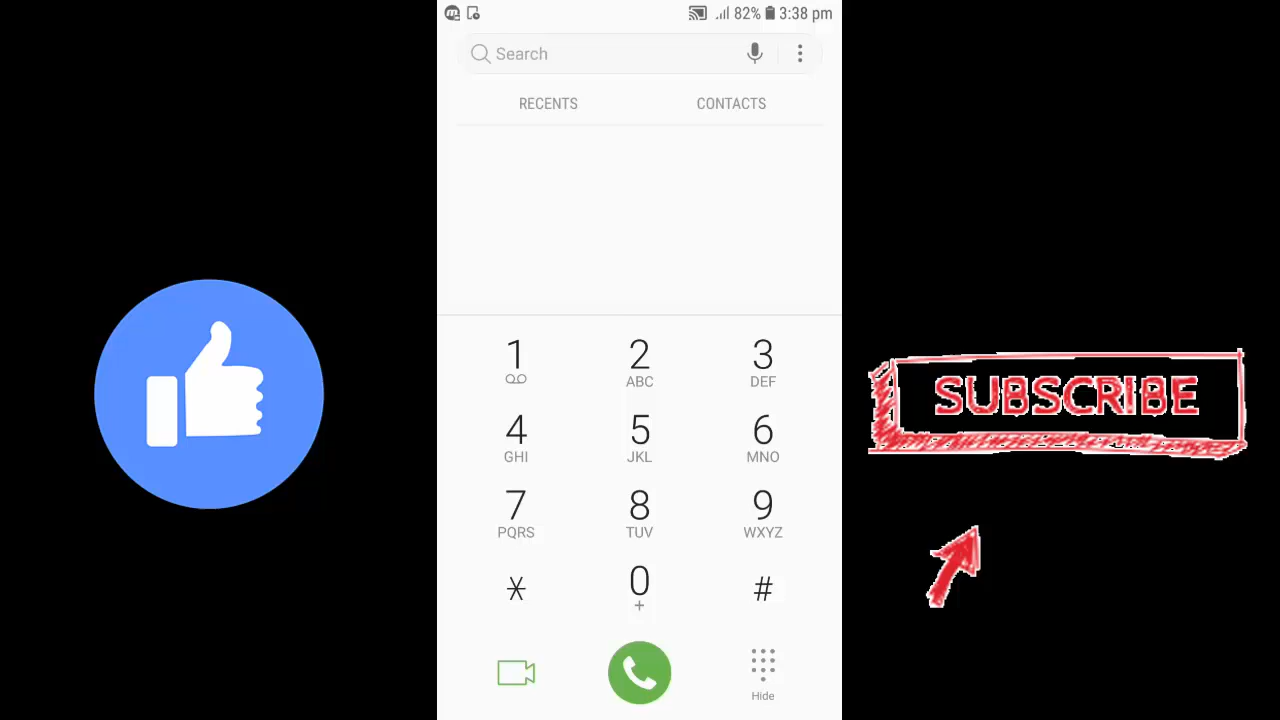 82% 3:38 pm
Search
RECENTS CONTACTS
1 2 3
ABC DEF
4 5 6
GHI JKL MNO
7 8 9
PQRS TUV WXYZ
* 0 #
+
Hide
SUBSCRIBE